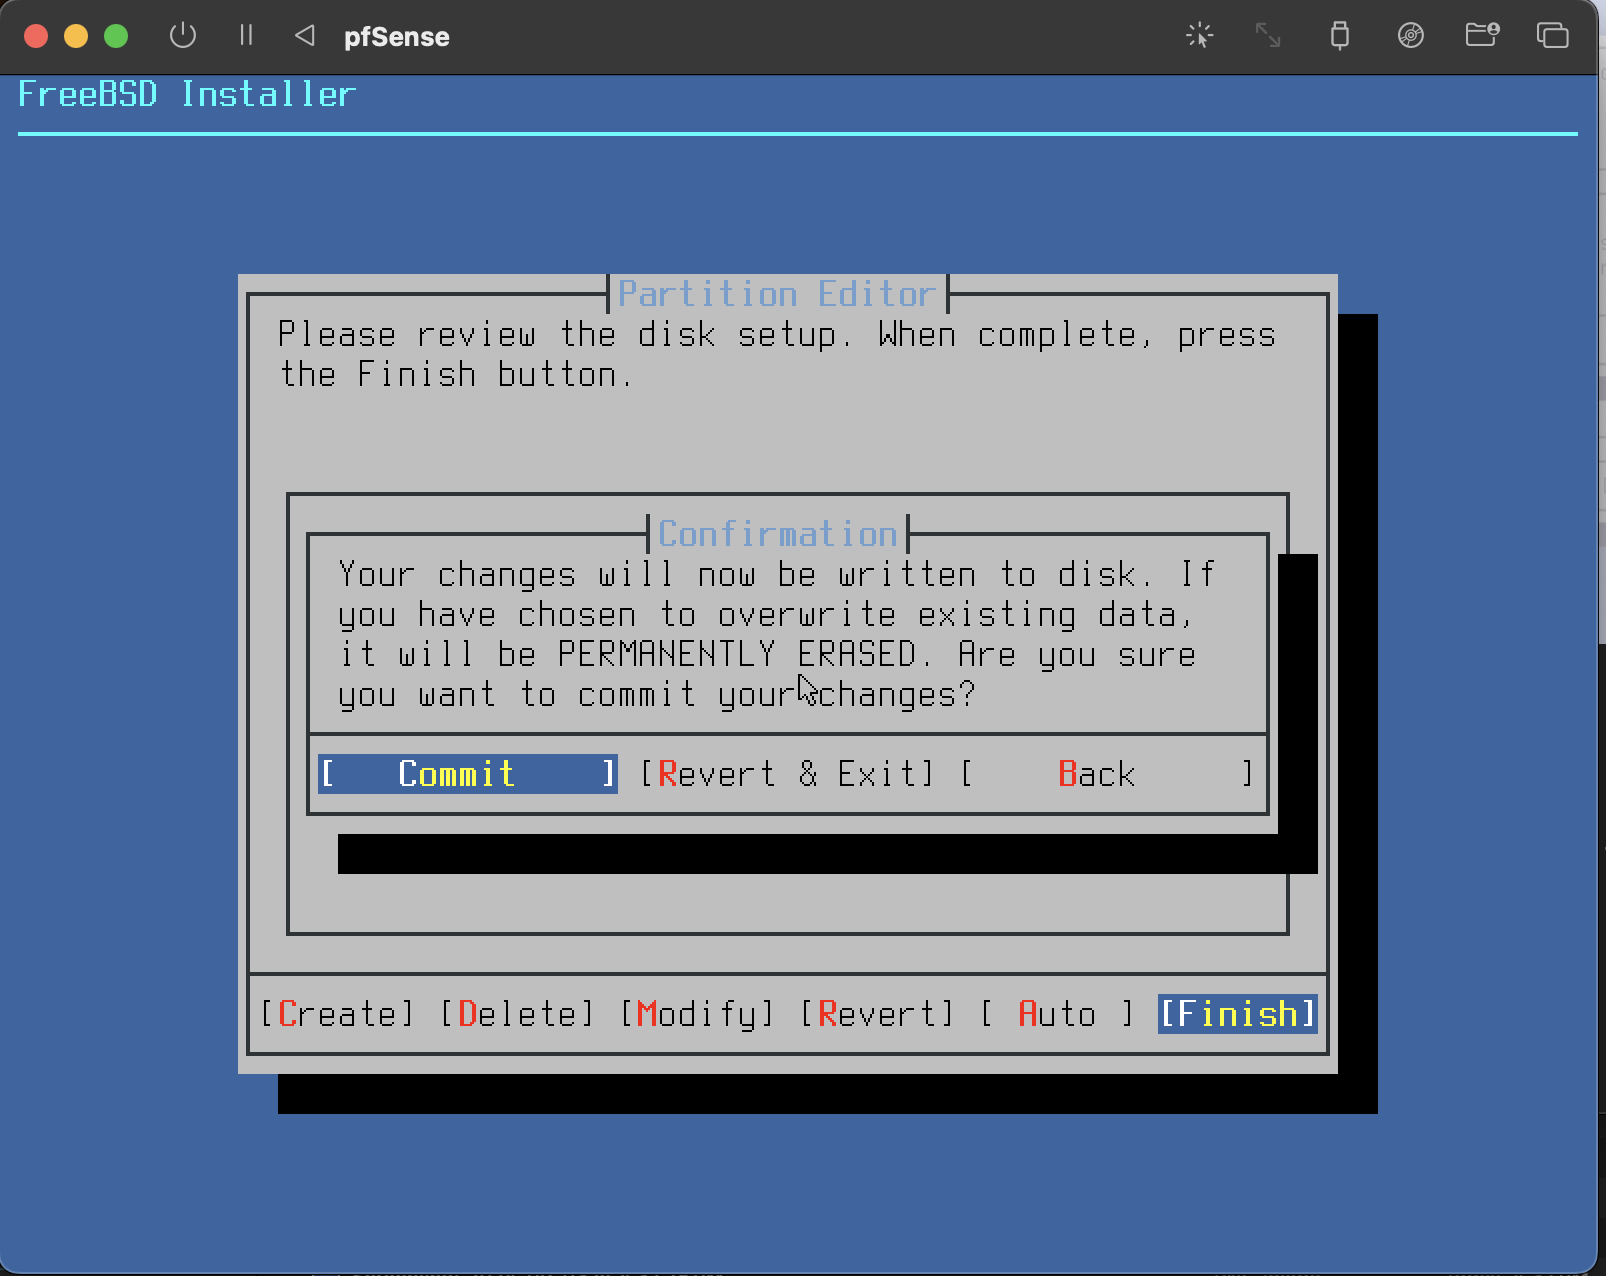 pfSense
FreeBSD Installer
Partition Editor
Please review the disk setup. When complete, press
the Finish button.
Confirmation
Your changes will now be written to disk. If
you have chosen to overwrite existing data,
it will be PERMANENTLY ERASED. Are you sure
you want to commit your changes?
[ Commit ] [Revert & Exit] [ Back ]
[Create] [Delete] [Modify] [Revert] [ Auto ] [Finish]